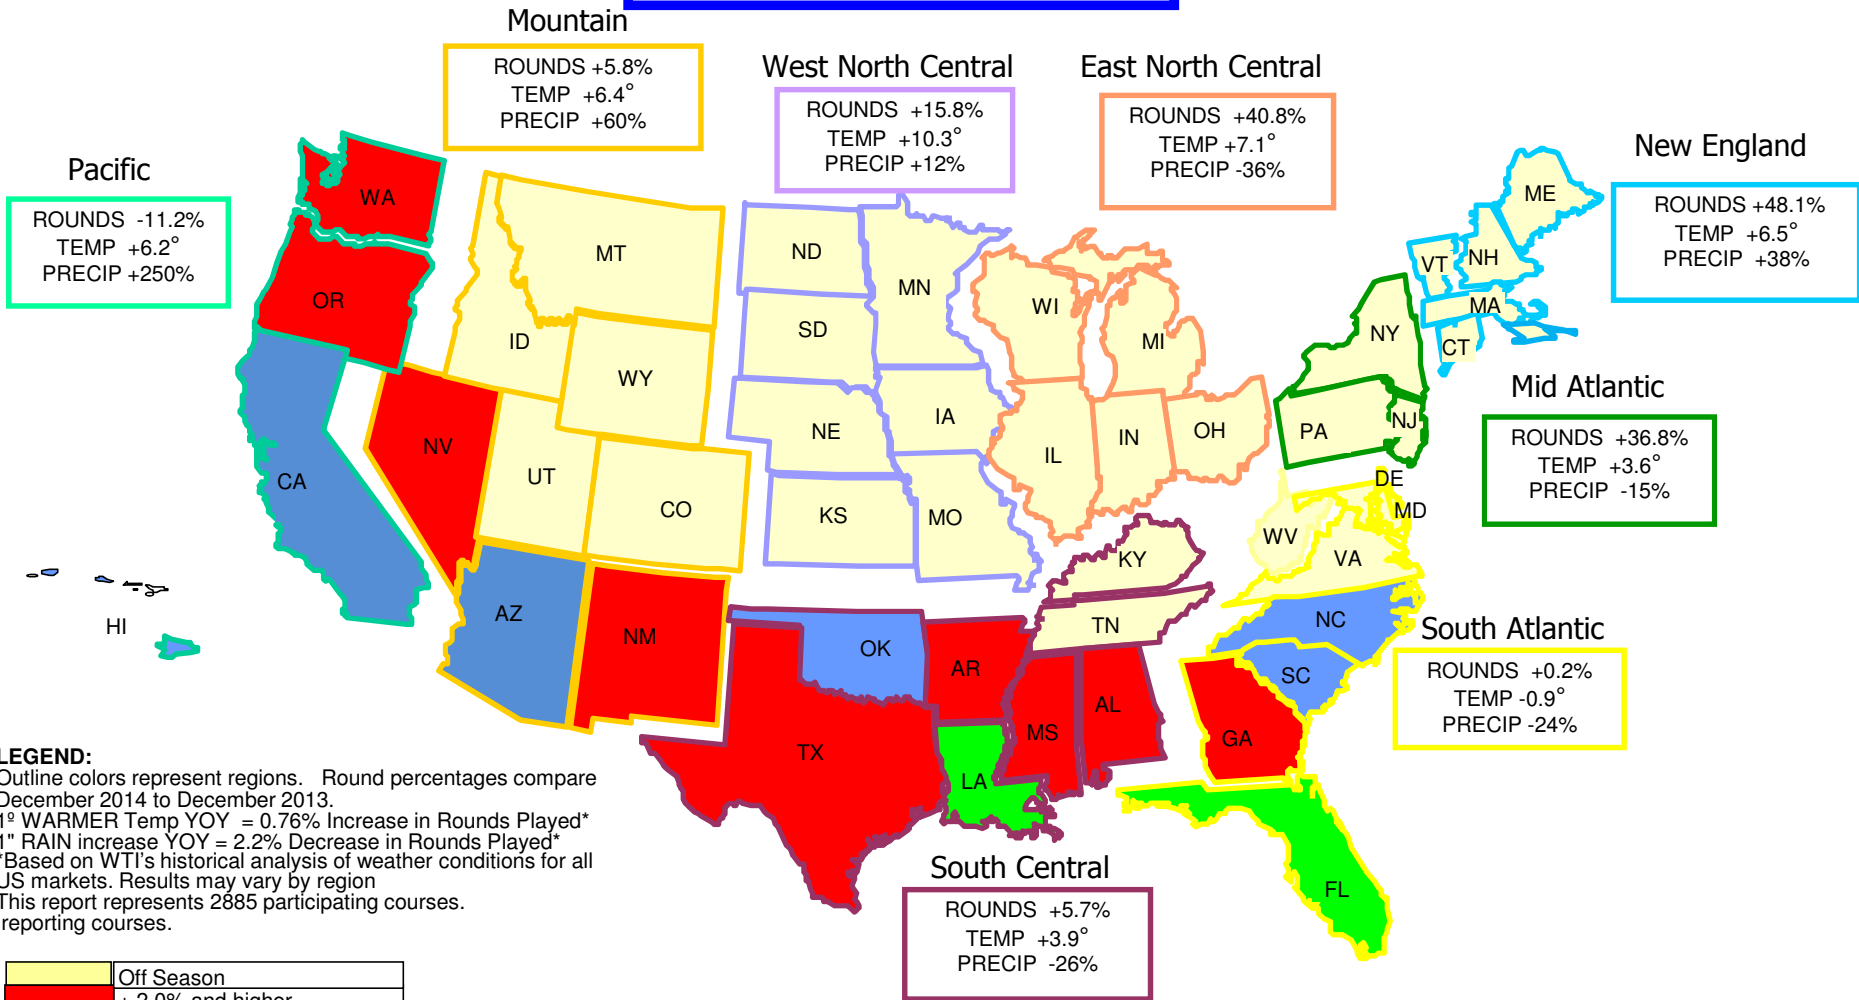 Mountain
ROUNDS +5.8%
TEMP +6.4°
PRECIP +60%
West North Central
ROUNDS +15.8%
TEMP +10.3°
PRECIP +12%
East North Central
ROUNDS +40.8%
TEMP +7.1°
PRECIP -36%
New England
ROUNDS +48.1%
TEMP +6.5°
PRECIP +38%
Pacific
ROUNDS -11.2%
TEMP +6.2°
PRECIP +250%
Mid Atlantic
ROUNDS +36.8%
TEMP +3.6°
PRECIP -15%
South Atlantic
ROUNDS +0.2%
TEMP -0.9°
PRECIP -24%
South Central
ROUNDS +5.7%
TEMP +3.9°
PRECIP -26%
WA
OR
CA
HI
MT
ID
WY
NV
UT
CO
AZ
NM
ND
SD
NE
KS
MN
IA
MO
WI
MI
IL
IN
OH
ME
VT
NH
MA
CT
NY
PA
NJ
DE
MD
WV
VA
NC
SC
GA
FL
KY
TN
OK
AR
TX
LA
MS
AL
LEGEND:
Outline colors represent regions. Round percentages compare
December 2014 to December 2013.
1º WARMER Temp YOY = 0.76% Increase in Rounds Played*
1" RAIN increase YOY = 2.2% Decrease in Rounds Played*
*Based on WTI's historical analysis of weather conditions for all
US markets. Results may vary by region
This report represents 2885 participating courses.
reporting courses.
Off Season
+ 2.0% and higher